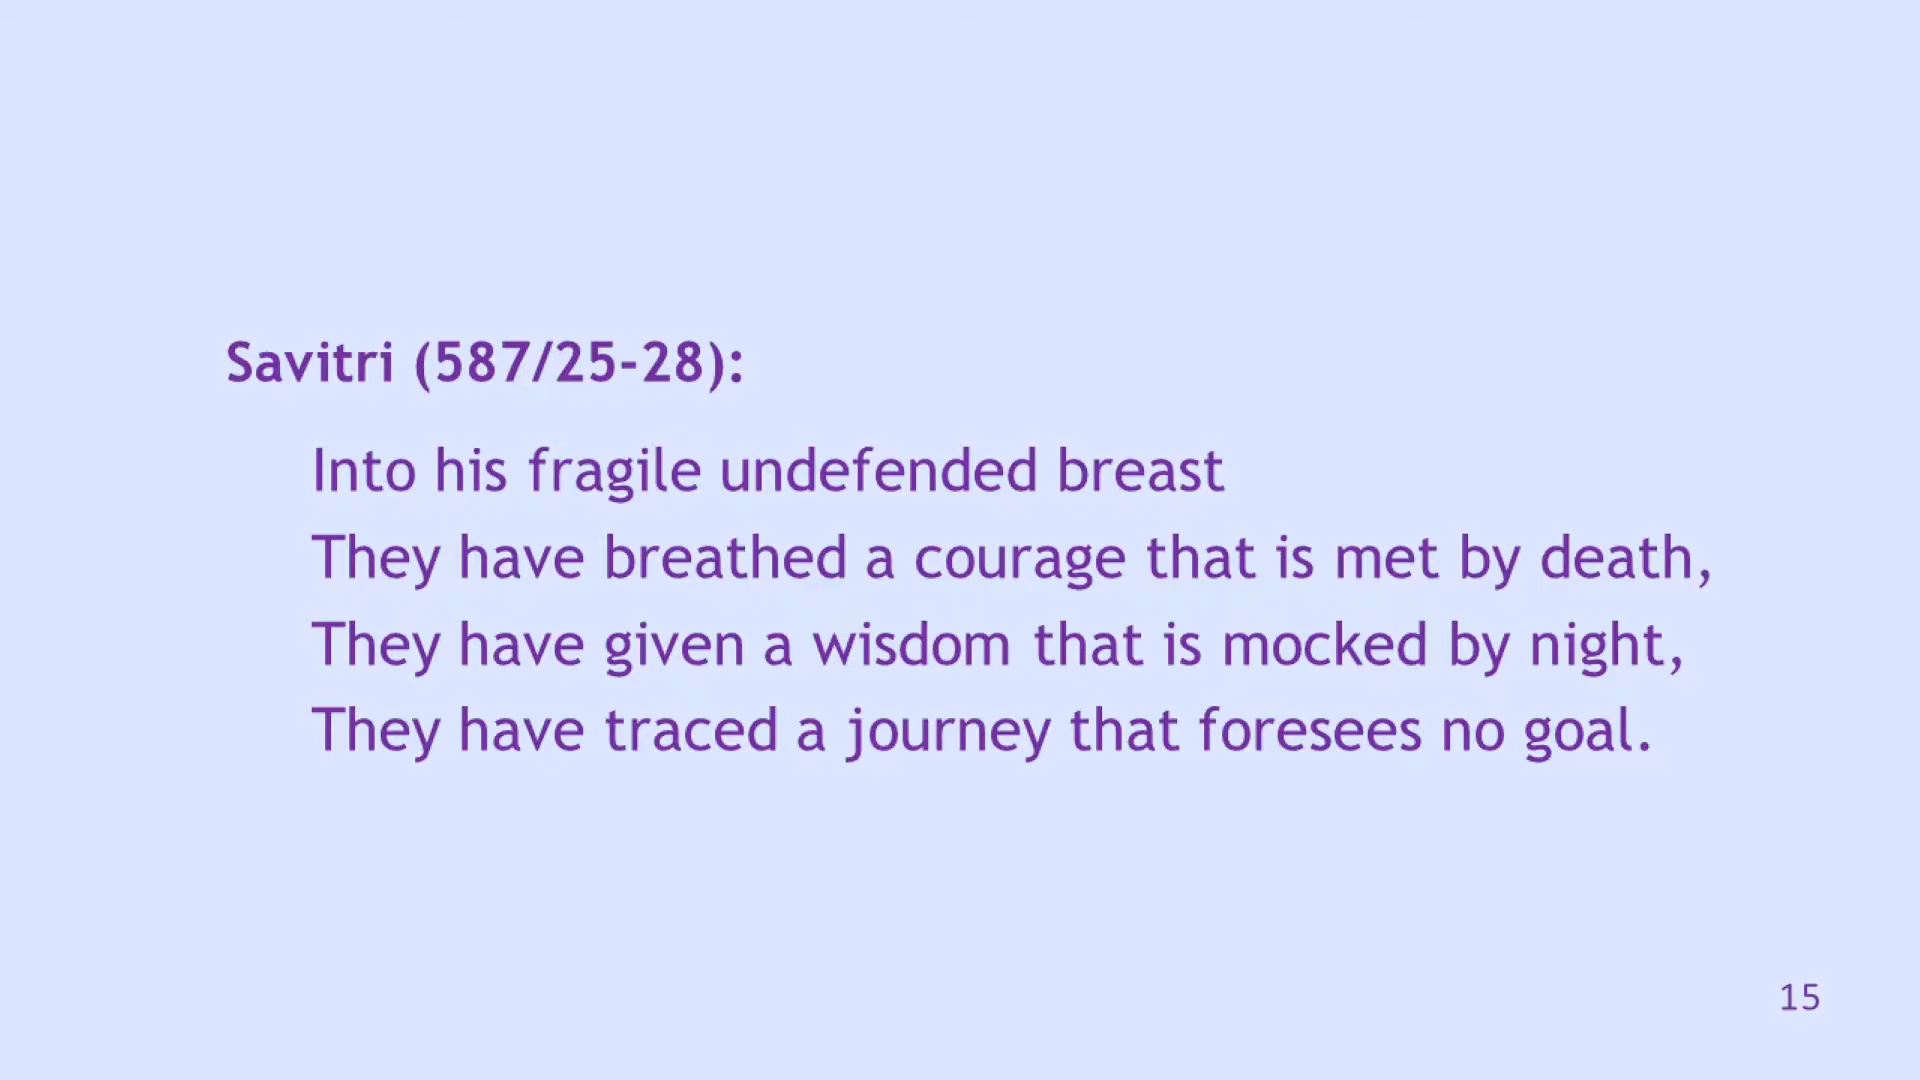 Savitri (587/25-28):
Into his fragile undefended breast
They have breathed a courage that is met by death,
They have given a wisdom that is mocked by night,
They have traced a journey that foresees no goal.
15